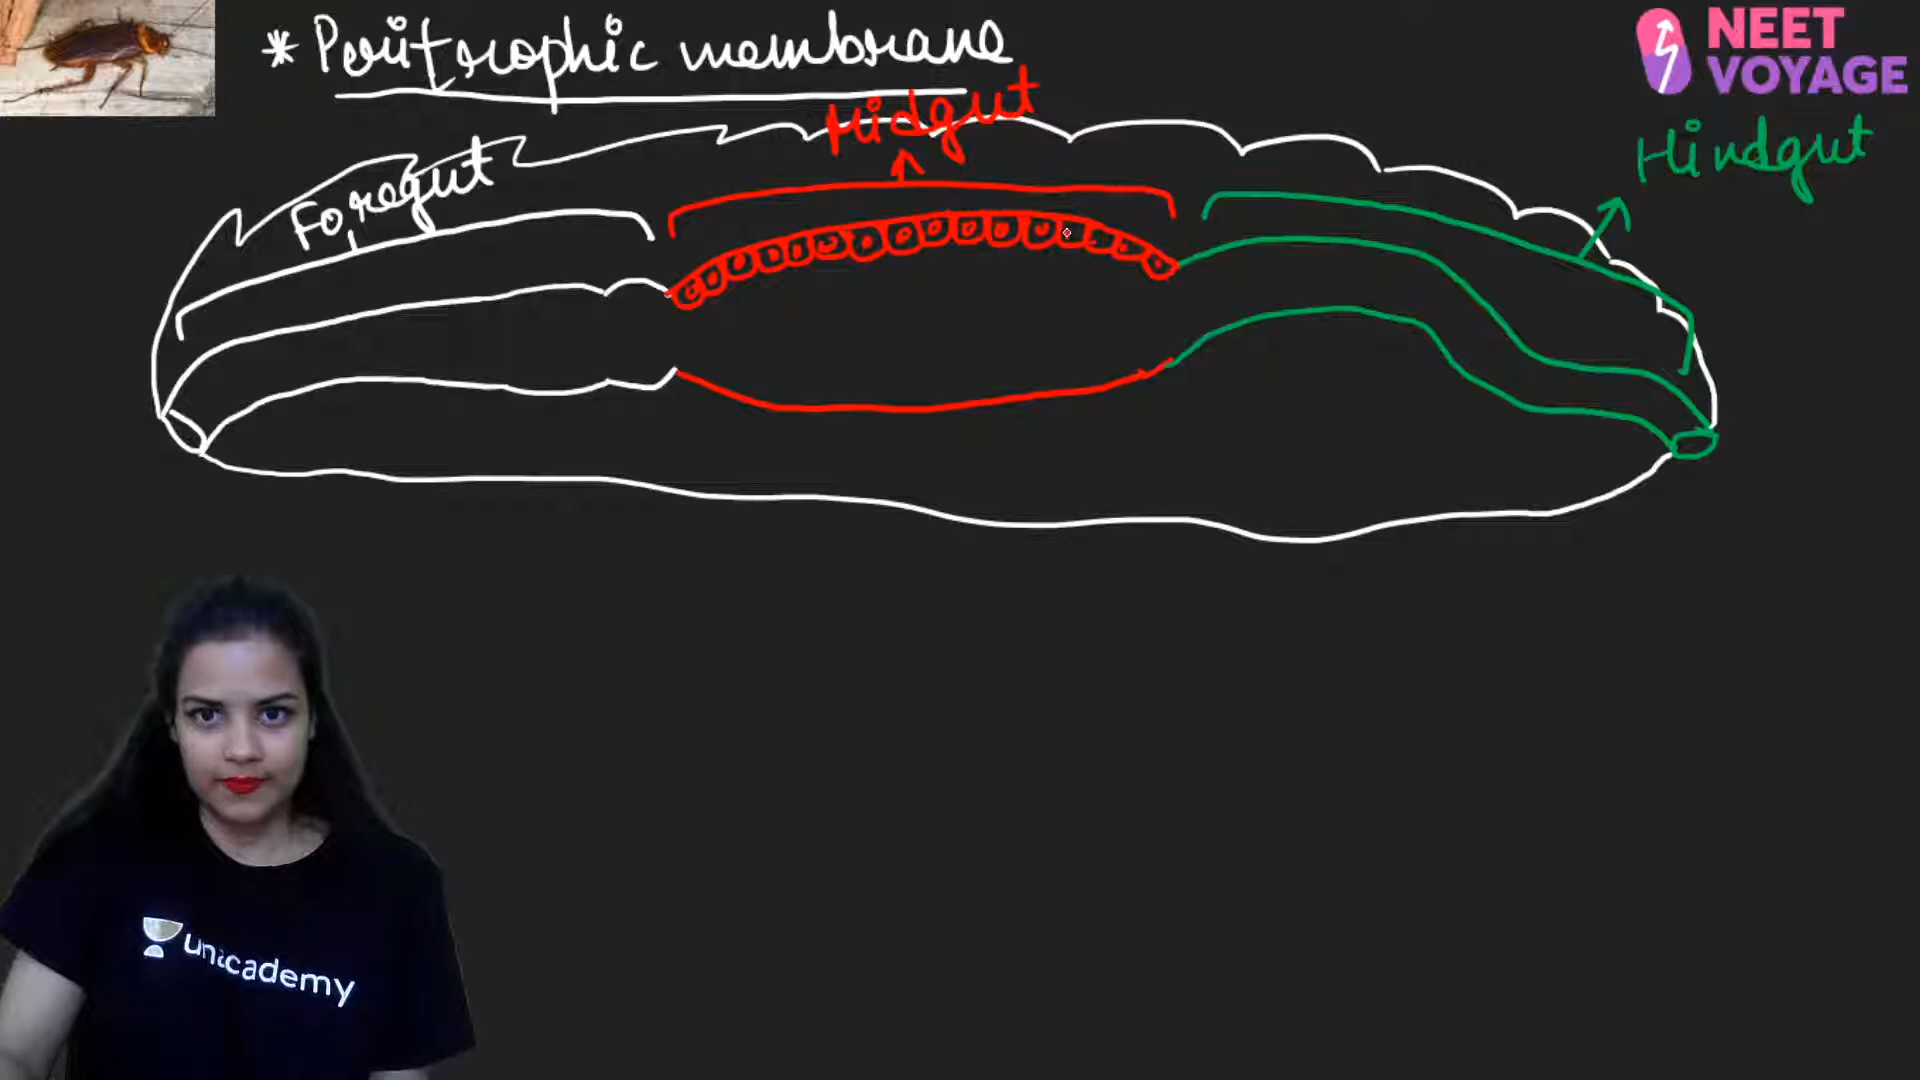 * Peritrophic membrane
NEET
VOYAGE
Midgut
Hindgut
Foregut
unacademy